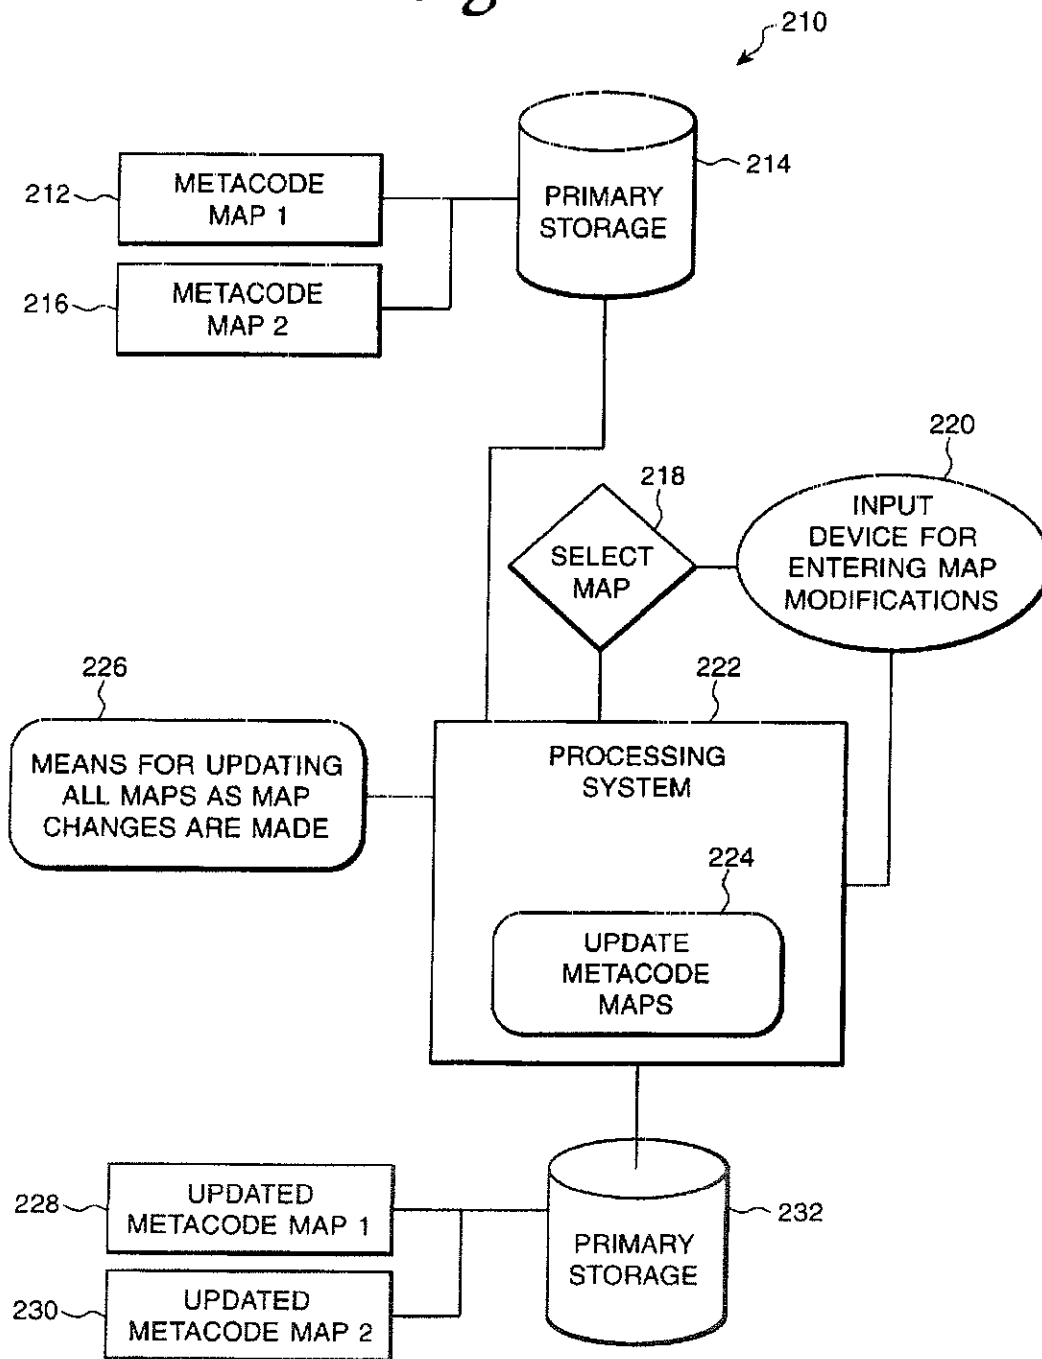 210
METACODE
MAP 1
212
PRIMARY
STORAGE
214
METACODE
MAP 2
216
220
218
SELECT
MAP
INPUT
DEVICE FOR
ENTERING MAP
MODIFICATIONS
226
222
MEANS FOR UPDATING
ALL MAPS AS MAP
CHANGES ARE MADE
PROCESSING
SYSTEM
224
UPDATE
METACODE
MAPS
228
UPDATED
METACODE MAP 1
232
PRIMARY
STORAGE
230
UPDATED
METACODE MAP 2